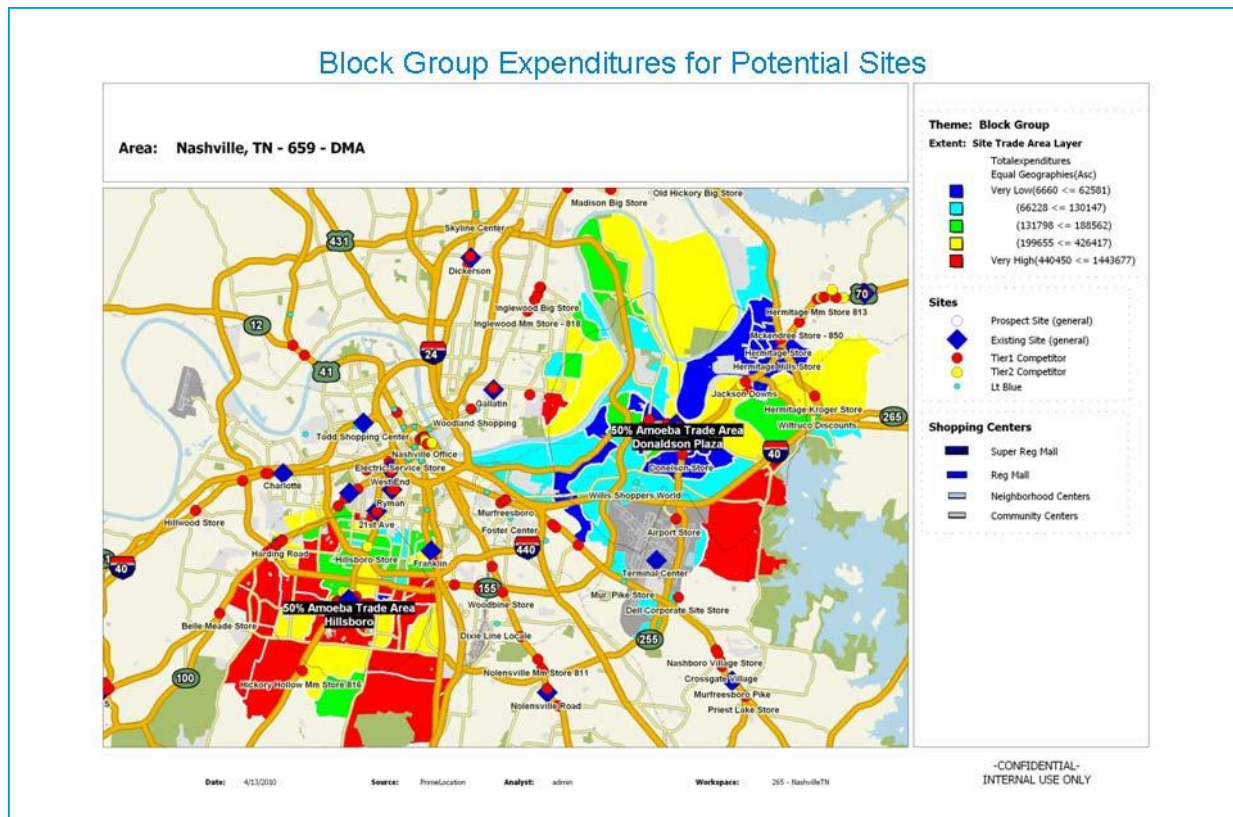 Block Group Expenditures for Potential Sites
Area: Nashville, TN - 659 - DMA
Theme: Block Group
Extent: Site Trade Area Layer
Totalexpenditures
Equal Geographies(Asc)
Very Low(6660 <= 62581)
(66228 <= 130147)
(131798 <= 188562)
(199655 <= 426417)
Very High(440450 <= 1443677)
Sites
Prospect Site (general)
Existing Site (general)
Tier1 Competitor
Tier2 Competitor
Lt Blue
Shopping Centers
Super Reg Mall
Reg Mall
Neighborhood Centers
Community Centers
Old Hickory Big Store
Madison Big Store
Skyline Center
431
Dickerson
70
Inglewood Big Store
Hermitage Mm Store 813
12
Inglewood Mm Store - 818
Mckendree Store - 850
24
Hermitage Store
41
Hermitage Hills Store
Gallatin
Jackson Downs
Hermitage Kroger Store
265
Woodland Shopping
Wiltruco Discounts
50% Amoeba Trade Area
Donaldson Plaza
Todd Shopping Center
Nashville Office
40
Electric Service Store
Donelson Store
West End
Charlotte
Ryman
Willis Shoppers World
Murfreesboro
Hillwood Store
21st Ave
Foster Center
Airport Store
Harding Road
440
Hillsboro Store
Franklin
40
Terminal Center
155
Mur. Pike Store
50% Amoeba Trade Area
Hillsboro
Woodbine Store
Dell Corporate Site Store
Belle Meade Store
Dixie Line Locale
255
Nashboro Village Store
100
Nolensville Mm Store 811
Crossgate Village
Hickory Hollow Mm Store 816
Murfreesboro Pike
Nolensville Road
Priest Lake Store
Date: 4/13/2010
Source: PrimeLocation
Analyst: admin
Workspace: 265 - NashvilleTN
-CONFIDENTIAL-
INTERNAL USE ONLY